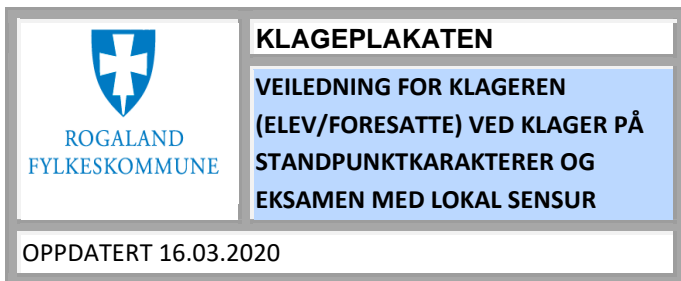 ROGALAND
FYLKESKOMMUNE
KLAGEPLAKATEN
VEILEDNING FOR KLAGEREN
(ELEV/FORESATTE) VED KLAGER PÅ
STANDPUNKTKARAKTERER OG
EKSAMEN MED LOKAL SENSUR
OPPDATERT 16.03.2020